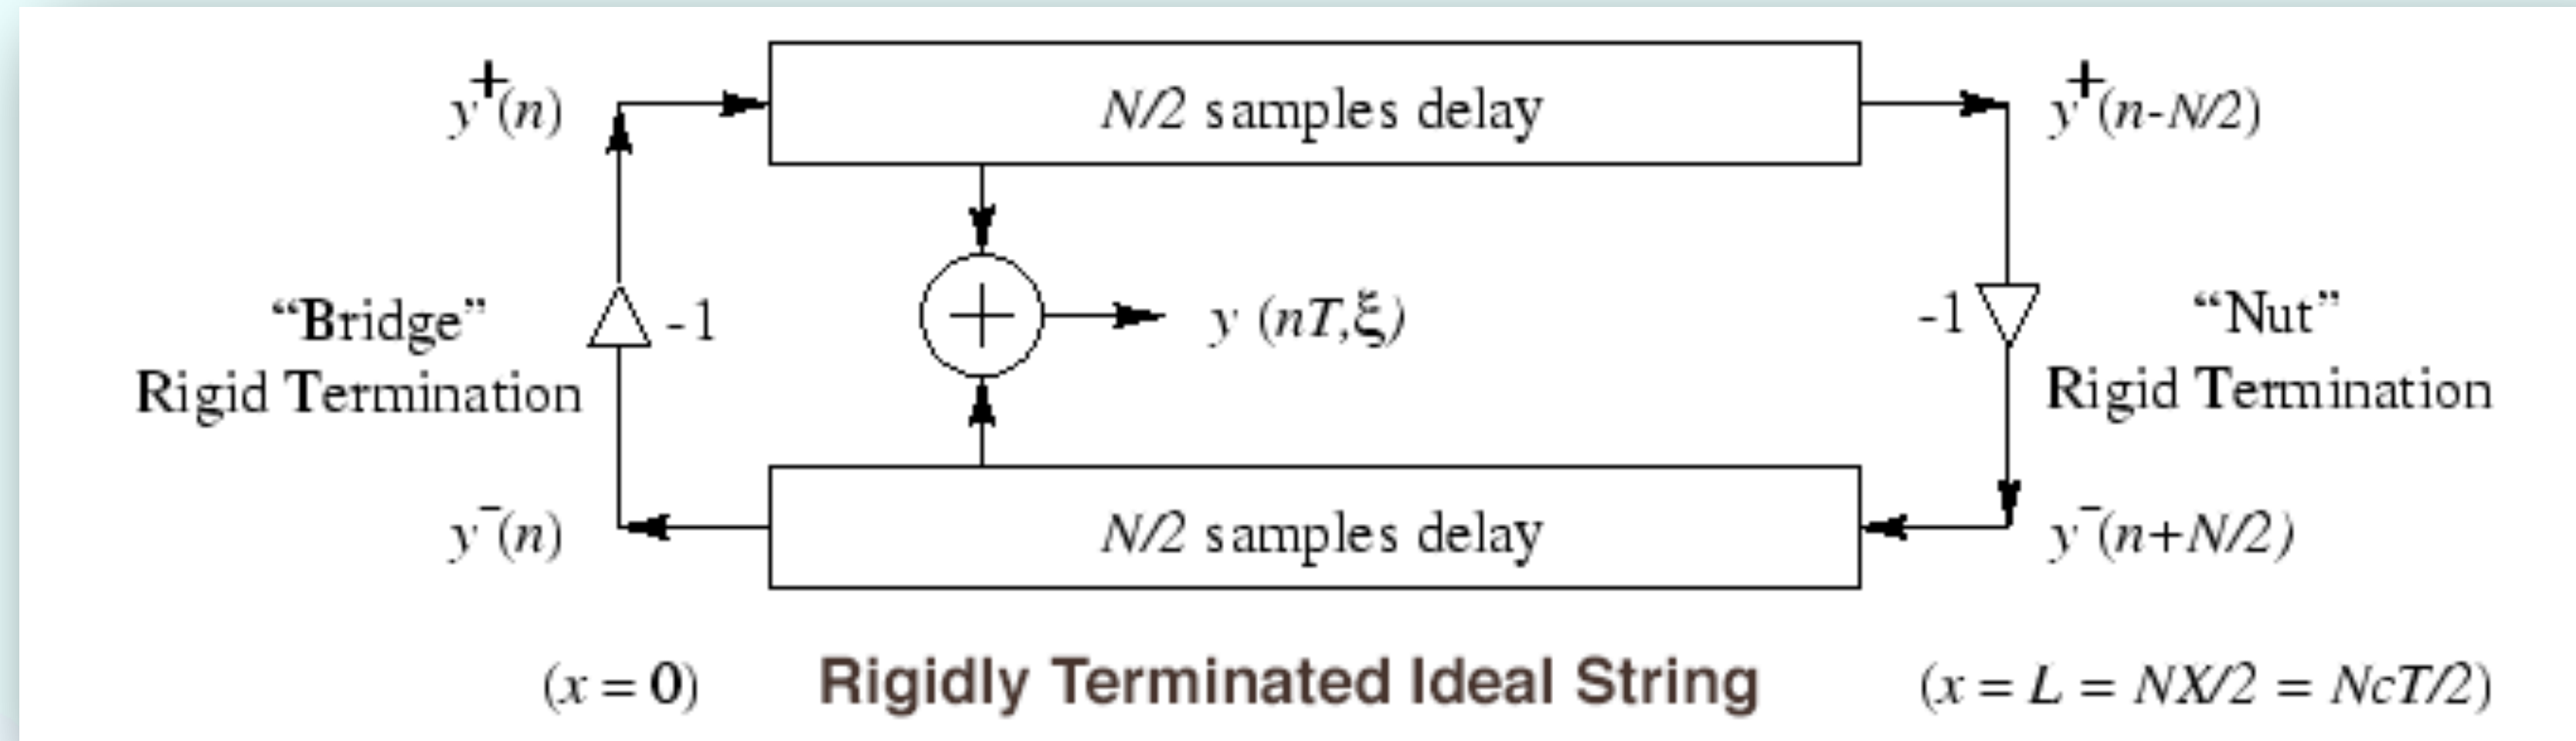 y⁺(n)
N/2 samples delay
y⁺(n-N/2)
"Bridge"
Rigid Termination
-1
+
y (nT,ξ)
-1
"Nut"
Rigid Termination
y⁻(n)
N/2 samples delay
y⁻(n+N/2)
(x = 0)
Rigidly Terminated Ideal String
(x = L = NX/2 = NcT/2)